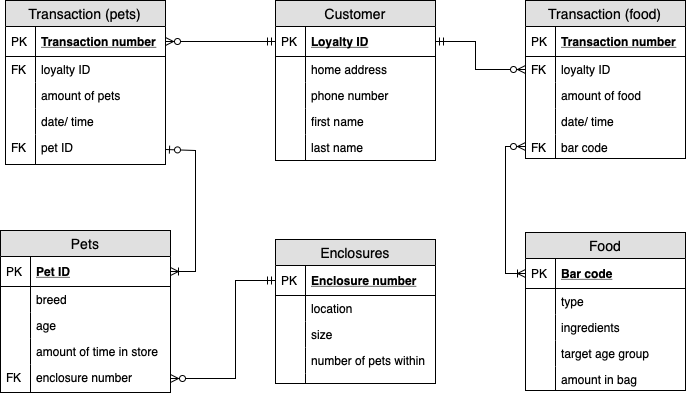 Transaction (pets)
PK Transaction number
FK loyalty ID
amount of pets
date/ time
FK pet ID
Customer
PK Loyalty ID
home address
phone number
first name
last name
Transaction (food)
PK Transaction number
FK loyalty ID
amount of food
date/ time
FK bar code
Pets
PK Pet ID
breed
age
amount of time in store
FK enclosure number
Enclosures
PK Enclosure number
location
size
number of pets within
Food
PK Bar code
type
ingredients
target age group
amount in bag